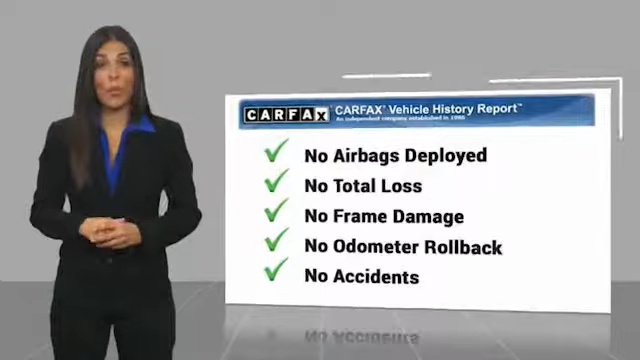 CARFAX CARFAX® Vehicle History Report™
An independent company established in 1986
No Airbags Deployed
No Total Loss
No Frame Damage
No Odometer Rollback
No Accidents